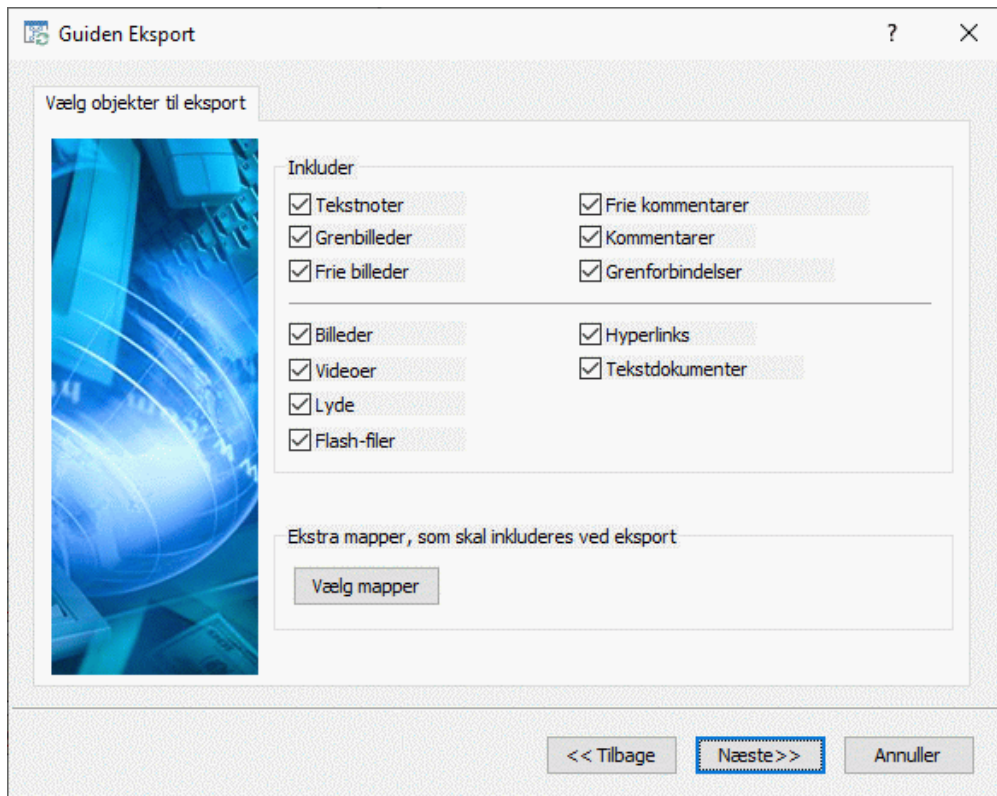 Guiden Eksport
?
Vælg objekter til eksport
Inkluder
Tekstnoter
Frie kommentarer
Grenbilleder
Kommentarer
Frie billeder
Grenforbindelser
Billeder
Hyperlinks
Videoer
Tekstdokumenter
Lyde
Flash-filer
Ekstra mapper, som skal inkluderes ved eksport
Vælg mapper
<< Tilbage
Næste>>
Annuller